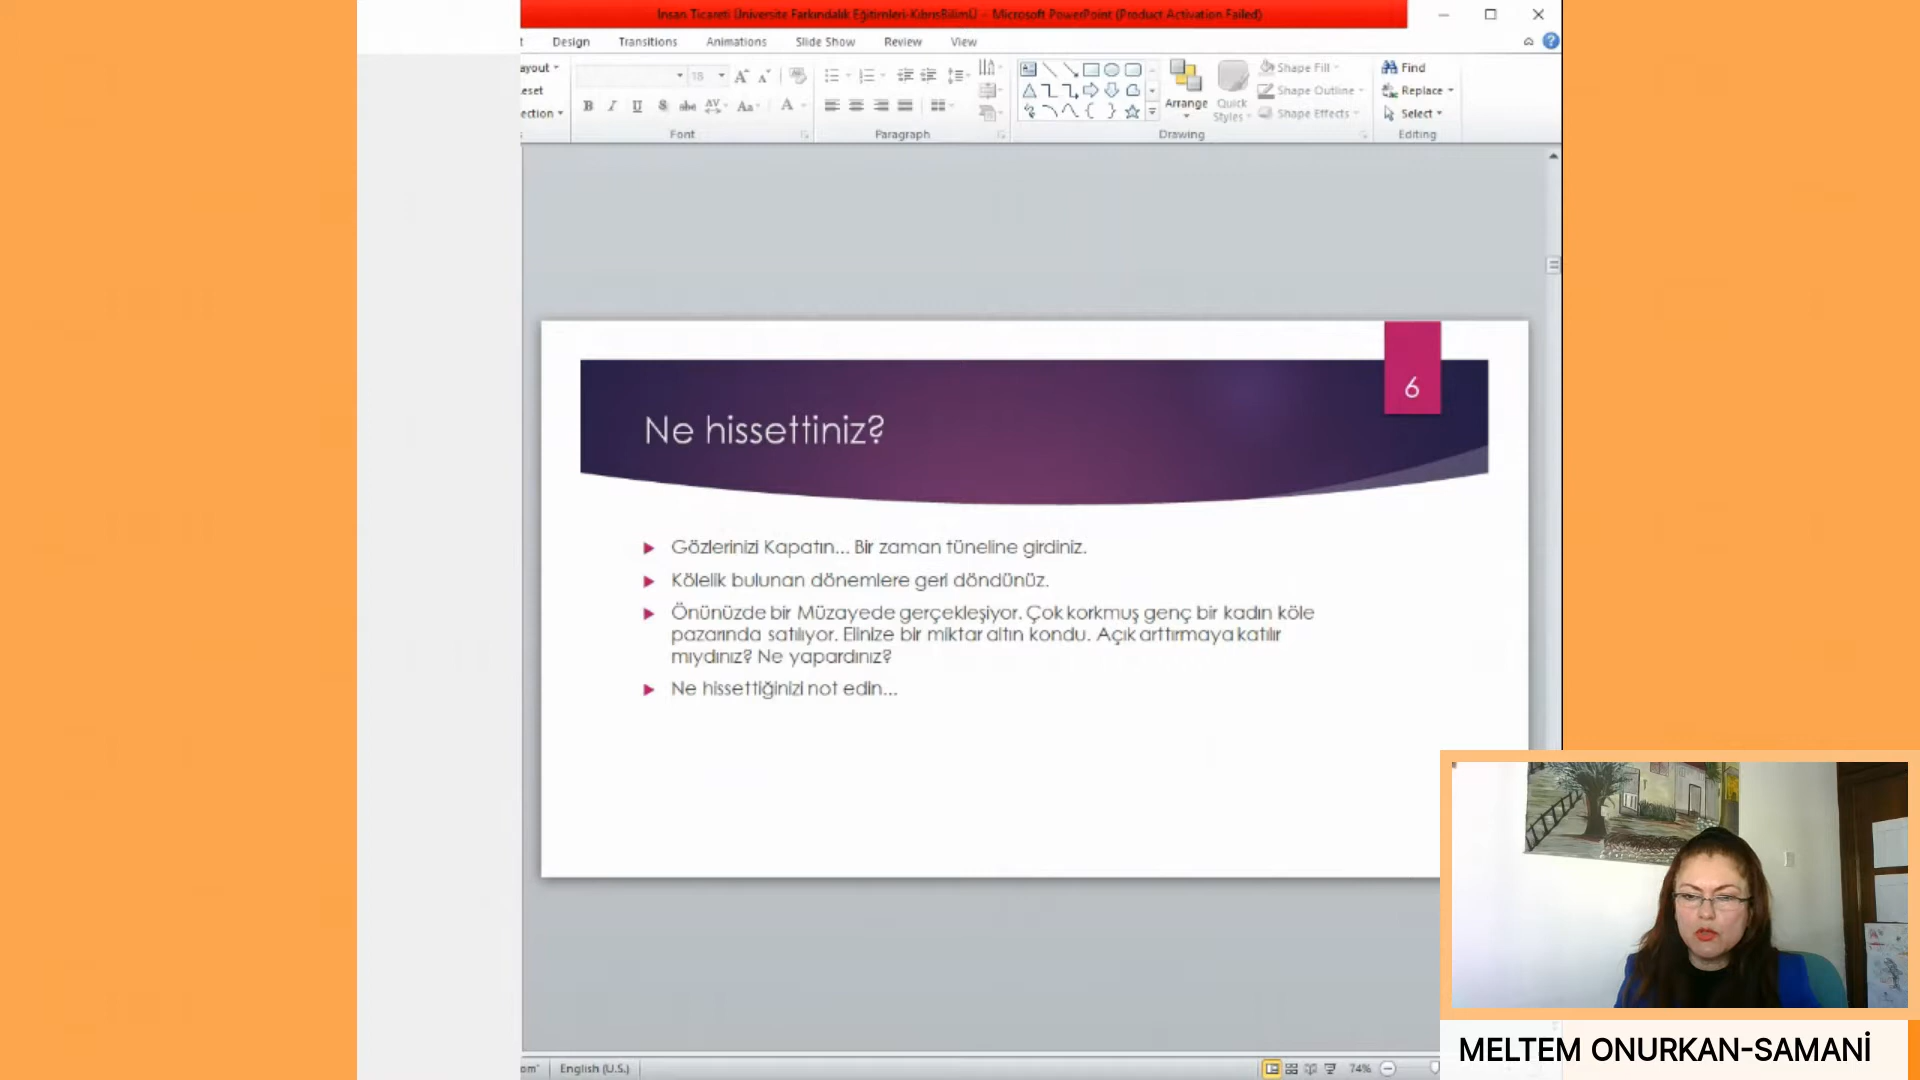 İnsan Ticareti Üniversite Farkındalık Eğitimleri-KıbrısBilimÜ - Microsoft PowerPoint (Product Activation Failed)
Design Transitions Animations Slide Show Review View
ayout
eset
ection
18
Font
Paragraph
Arrange
Quick
Styles
Shape Fill
Shape Outline
Shape Effects
Drawing
Find
Replace
Select
Editing
6
Ne hissettiniz?
Gözlerinizi Kapatın... Bir zaman tüneline girdiniz.
Kölelik bulunan dönemlere geri döndünüz.
Önünüzde bir Müzayede gerçekleşiyor. Çok korkmuş genç bir kadın köle
pazarında satılıyor. Elinize bir miktar altın kondu. Açık arttırmaya katılır
mıydınız? Ne yapardınız?
Ne hissettiğinizi not edin...
MELTEM ONURKAN-SAMANİ
om"
English (U.S.)
74%